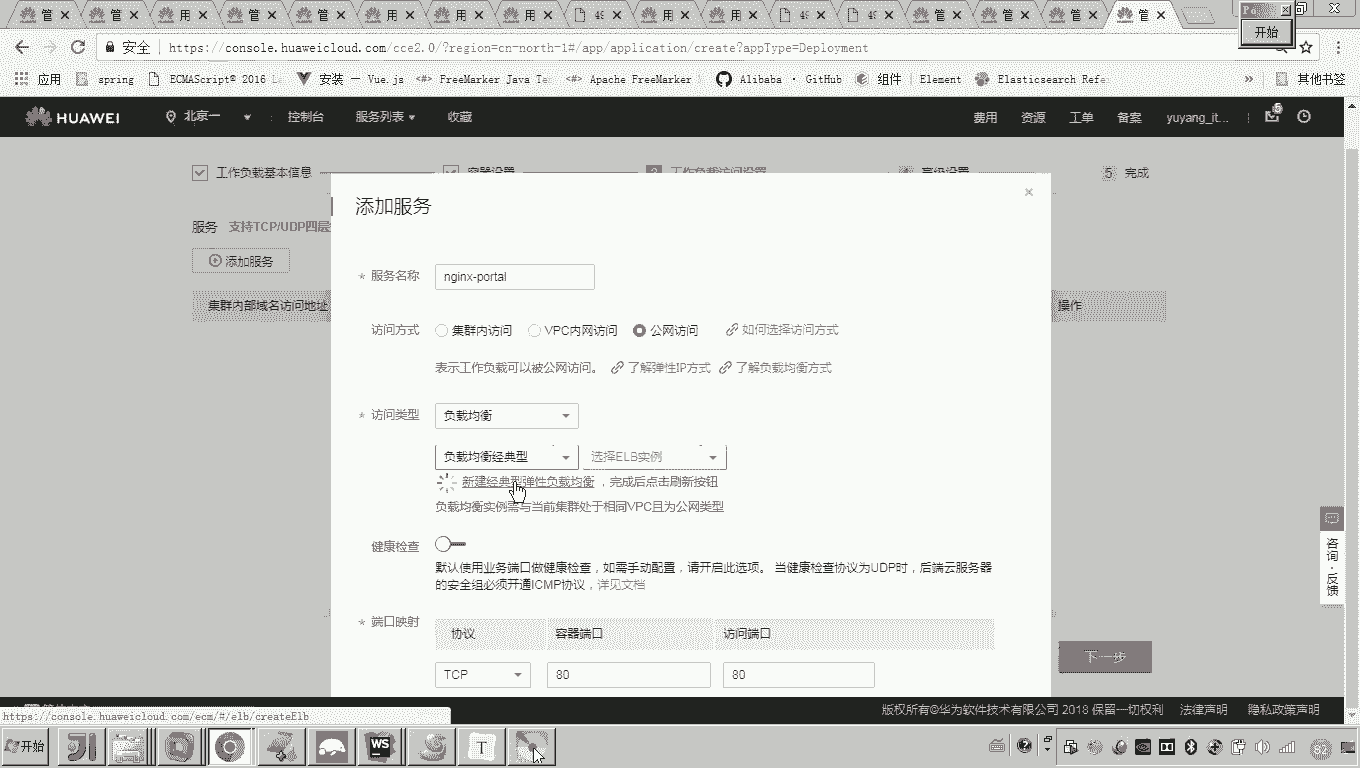 管 管 用 管 管 用 用 用 管 用 用 管 管 管 管
开始
安全 https://console.huaweicloud.com/cce2.0/?region=cn-north-1#/app/application/create?appType=Deployment
应用 spring ECMAScript® 2016 La 安装 — Vue.js FreeMarker Java Te Apache FreeMarker Alibaba · GitHub 组件 | Element Elasticsearch Refe » 其他书签
HUAWEI 北京一 控制台 服务列表 收藏 费用 资源 工单 备案 yuyang_it... 5
工作负载基本信息 容器设置 工作负载访问设置 高级设置 5 完成
添加服务
服务 支持TCP/UDP四层
添加服务
* 服务名称 nginx-portal
集群内部域名访问地址 操作
访问方式 集群内访问 VPC内网访问 公网访问 如何选择访问方式
表示工作负载可以被公网访问。 了解弹性IP方式 了解负载均衡方式
* 访问类型 负载均衡
负载均衡经典型 选择ELB实例
新建经典型弹性负载均衡 ，完成后点击刷新按钮
负载均衡实例需与当前集群处于相同VPC且为公网类型
健康检查
默认使用业务端口做健康检查，如需手动配置，请开启此选项。 当健康检查协议为UDP时，后端云服务器
的安全组必须开通ICMP协议，详见文档
咨询·反馈
* 端口映射 协议 容器端口 访问端口
下一步
TCP 80 80
https://console.huaweicloud.com/ecm/#/elb/createElb
版权所有©华为软件技术有限公司 2018 保留一切权利 法律声明 隐私政策声明
开始 WS T 82